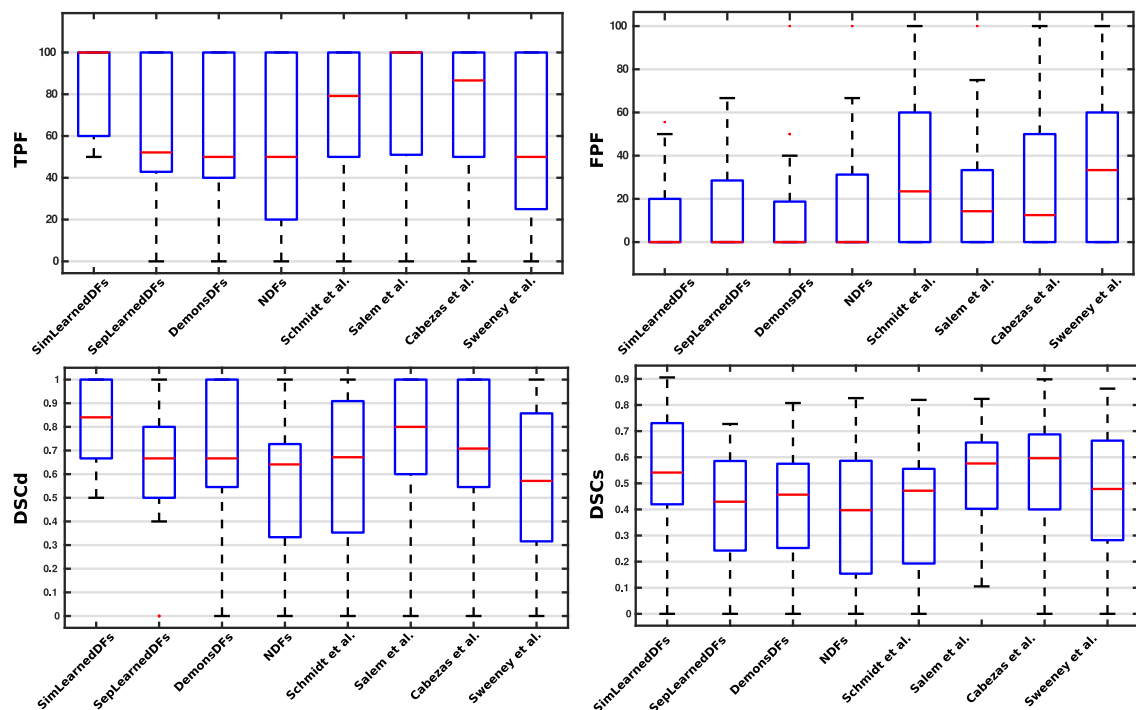 TPF
100
80
60
40
20
0
SimLearnedDFs
SepLearnedDFs
DemonsDFs
NDFs
Schmidt et al.
Salem et al.
Cabezas et al.
Sweeney et al.
FPF
100
80
60
40
20
0
SimLearnedDFs
SepLearnedDFs
DemonsDFs
NDFs
Schmidt et al.
Salem et al.
Cabezas et al.
Sweeney et al.
DSCd
1
0.9
0.8
0.7
0.6
0.5
0.4
0.3
0.2
0.1
0
SimLearnedDFs
SepLearnedDFs
DemonsDFs
NDFs
Schmidt et al.
Salem et al.
Cabezas et al.
Sweeney et al.
DSCs
0.9
0.8
0.7
0.6
0.5
0.4
0.3
0.2
0.1
0
SimLearnedDFs
SepLearnedDFs
DemonsDFs
NDFs
Schmidt et al.
Salem et al.
Cabezas et al.
Sweeney et al.